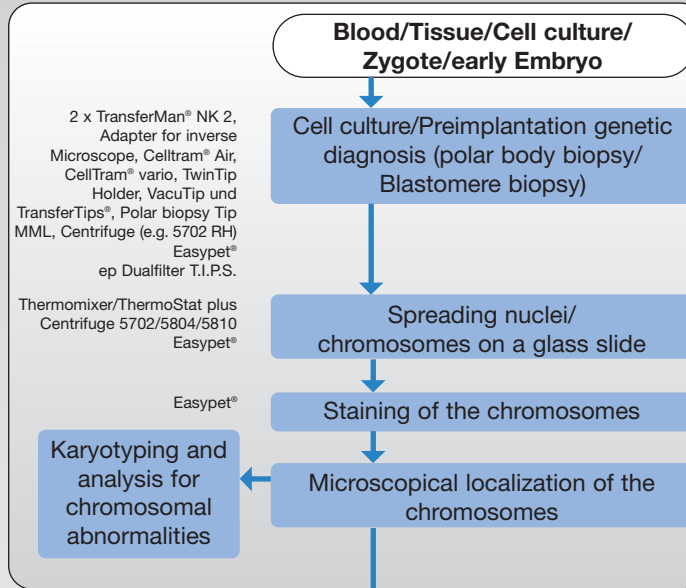 Blood/Tissue/Cell culture/
Zygote/early Embryo
2 x TransferMan® NK 2,
Adapter for inverse
Microscope, Celltram® Air,
CellTram® vario, TwinTip
Holder, VacuTip und
TransferTips®, Polar biopsy Tip
MML, Centrifuge (e.g. 5702 RH)
Easypet®
ep Dualfilter T.I.P.S.
Cell culture/Preimplantation genetic
diagnosis (polar body biopsy/
Blastomere biopsy)
Thermomixer/ThermoStat plus
Centrifuge 5702/5804/5810
Easypet®
Spreading nuclei/
chromosomes on a glass slide
Easypet®
Staining of the chromosomes
Karyotyping and
analysis for
chromosomal
abnormalities
Microscopical localization of the
chromosomes